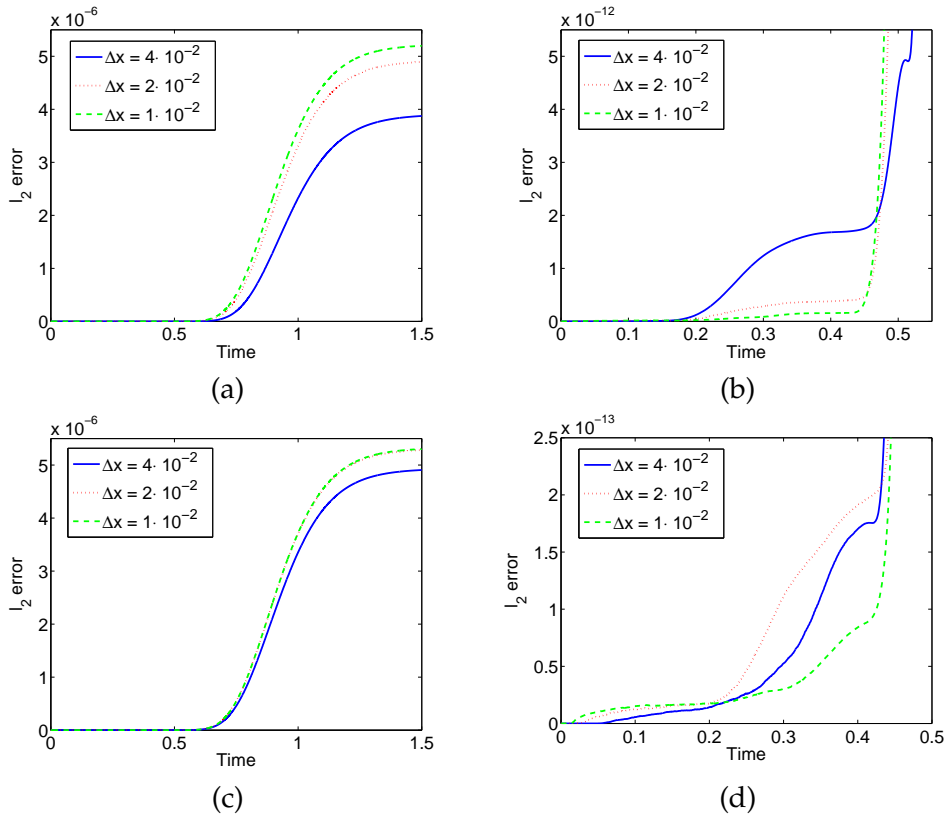 x 10⁻⁶
5
4
3
2
1
0
l₂ error
Δx = 4· 10⁻²
Δx = 2· 10⁻²
Δx = 1· 10⁻²
0 0.5 1 1.5
Time
(a)
x 10⁻¹²
5
4
3
2
1
0
l₂ error
Δx = 4· 10⁻²
Δx = 2· 10⁻²
Δx = 1· 10⁻²
0 0.1 0.2 0.3 0.4 0.5
Time
(b)
x 10⁻⁶
5
4
3
2
1
0
l₂ error
Δx = 4· 10⁻²
Δx = 2· 10⁻²
Δx = 1· 10⁻²
0 0.5 1 1.5
Time
(c)
x 10⁻¹³
2.5
2
1.5
1
0.5
0
l₂ error
Δx = 4· 10⁻²
Δx = 2· 10⁻²
Δx = 1· 10⁻²
0 0.1 0.2 0.3 0.4 0.5
Time
(d)